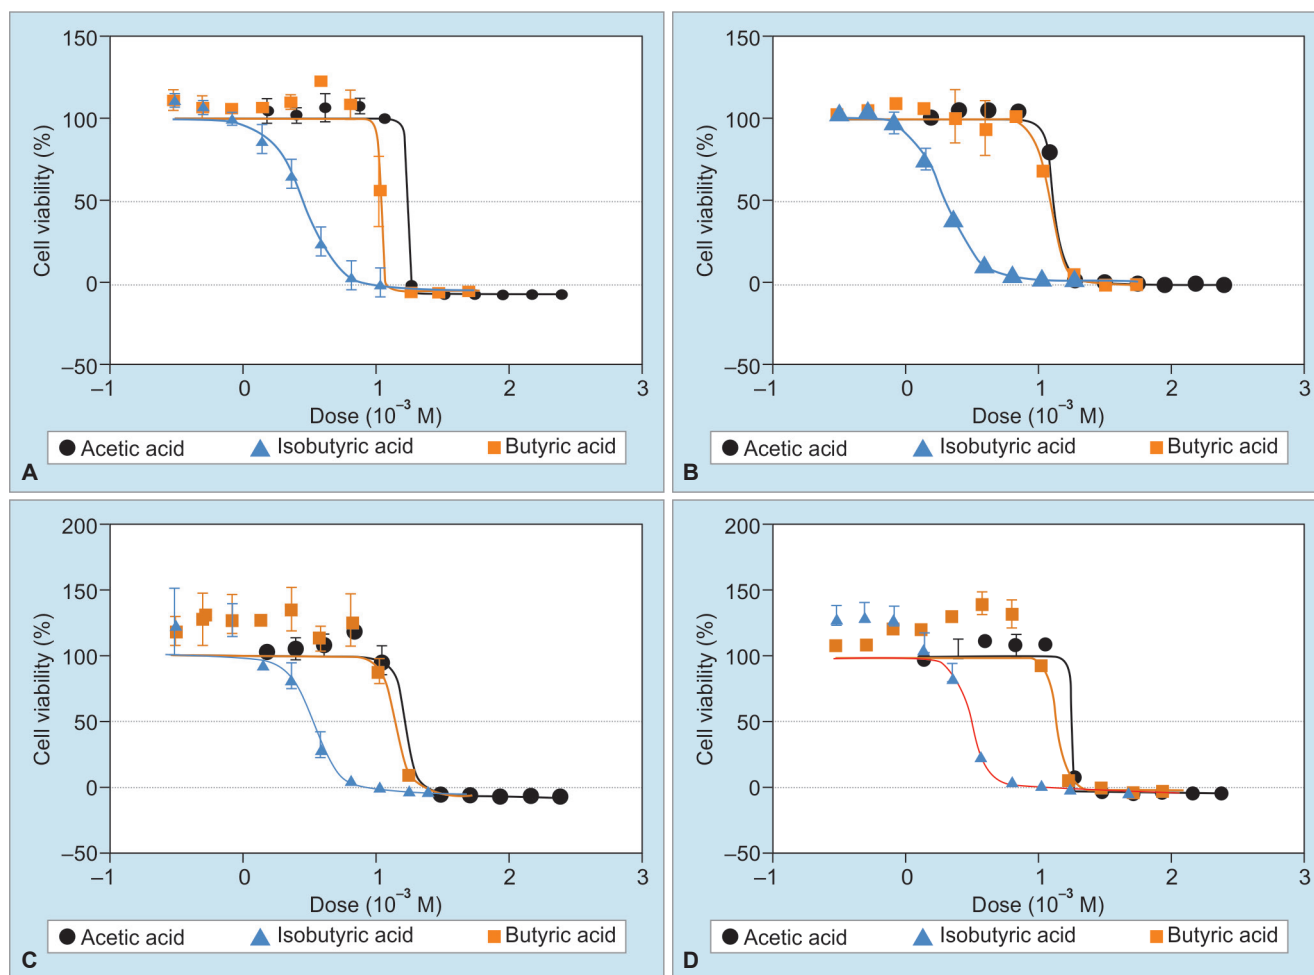 150
100
50
0
–50
Cell viability (%)
–1 0 1 2 3
Dose (10⁻³ M)
Acetic acid Isobutyric acid Butyric acid
A
150
100
50
0
–50
Cell viability (%)
–1 0 1 2 3
Dose (10⁻³ M)
Acetic acid Isobutyric acid Butyric acid
B
200
150
100
50
0
–50
Cell viability (%)
–1 0 1 2 3
Dose (10⁻³ M)
Acetic acid Isobutyric acid Butyric acid
C
200
150
100
50
0
–50
Cell viability (%)
–1 0 1 2 3
Dose (10⁻³ M)
Acetic acid Isobutyric acid Butyric acid
D